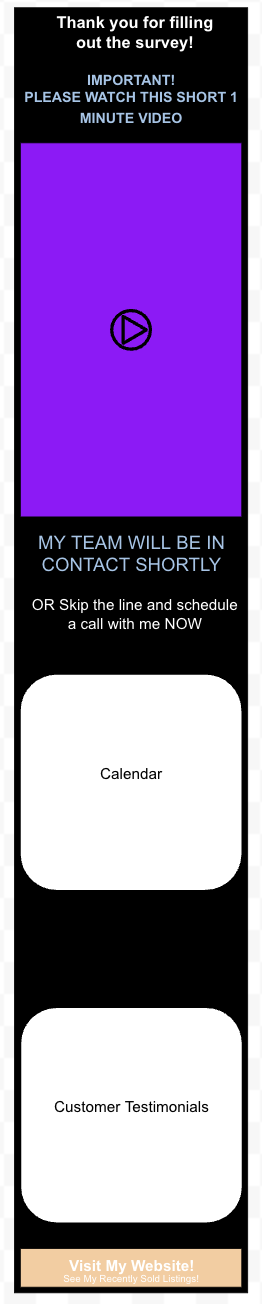 Thank you for filling
out the survey!
IMPORTANT!
PLEASE WATCH THIS SHORT 1
MINUTE VIDEO
MY TEAM WILL BE IN
CONTACT SHORTLY
OR Skip the line and schedule
a call with me NOW
Calendar
Customer Testimonials
Visit My Website!
See My Recently Sold Listings!